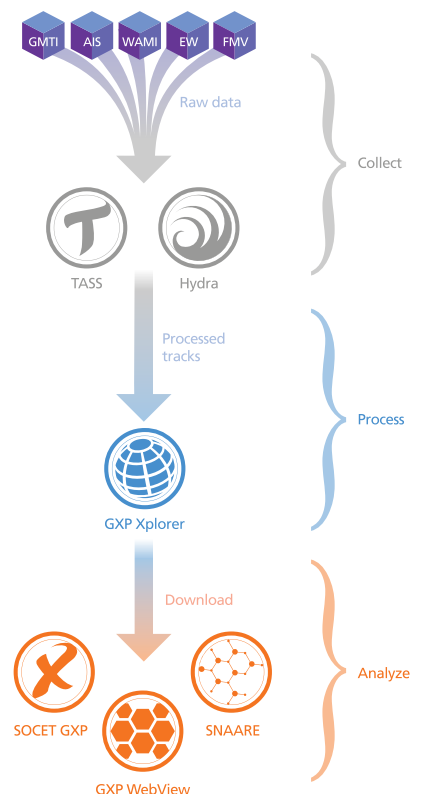 GMTI AIS WAMI EW FMV
Raw data
Collect
TASS Hydra
Processed
tracks
Process
GXP Xplorer
Download
Analyze
SOCET GXP SNAARE
GXP WebView